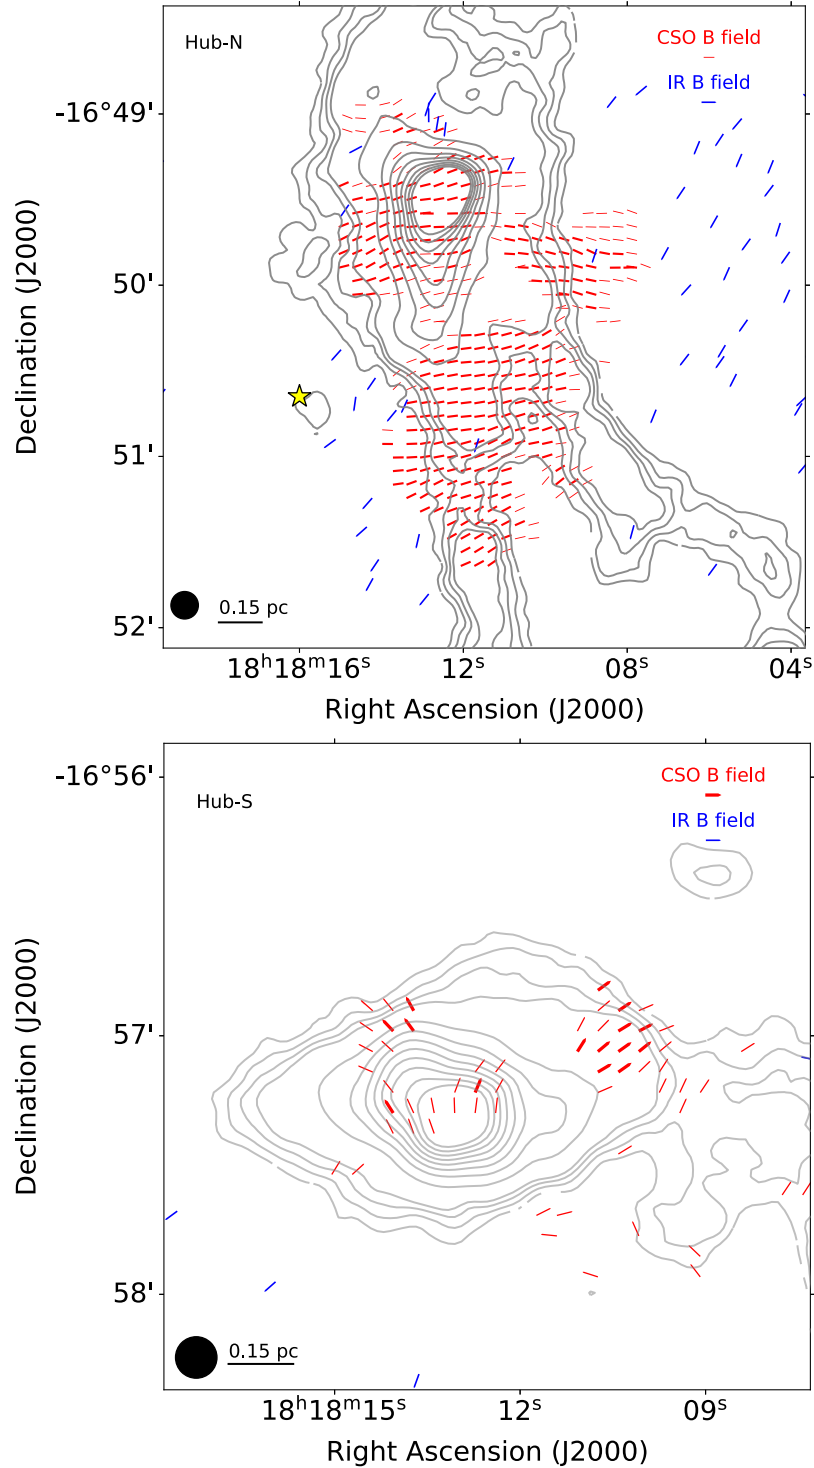 Hub-N
CSO B field
IR B field
-16°49'
50'
51'
52'
Declination (J2000)
0.15 pc
18ʰ18ᵐ16ˢ
12ˢ
08ˢ
04ˢ
Right Ascension (J2000)
-16°56'
CSO B field
Hub-S
IR B field
57'
58'
Declination (J2000)
0.15 pc
18ʰ18ᵐ15ˢ
12ˢ
09ˢ
Right Ascension (J2000)